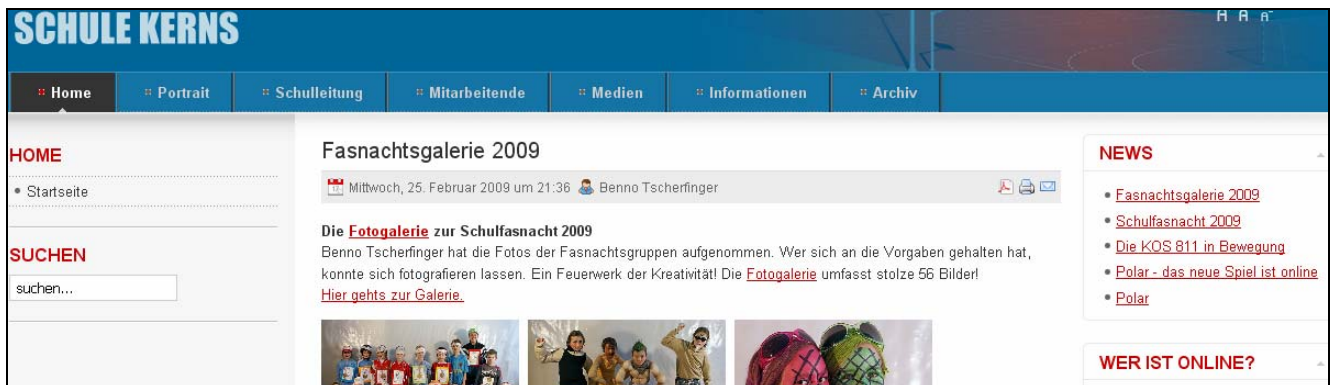 SCHULE KERNS
A A A⁻
Home
Portrait
Schulleitung
Mitarbeitende
Medien
Informationen
Archiv
HOME
• Startseite
SUCHEN
suchen...
Fasnachtsgalerie 2009
Mittwoch, 25. Februar 2009 um 21:36 Benno Tscherfinger
Die Fotogalerie zur Schulfasnacht 2009
Benno Tscherfinger hat die Fotos der Fasnachtsgruppen aufgenommen. Wer sich an die Vorgaben gehalten hat,
konnte sich fotografieren lassen. Ein Feuerwerk der Kreativität! Die Fotogalerie umfasst stolze 56 Bilder!
Hier gehts zur Galerie.
NEWS
• Fasnachtsgalerie 2009
• Schulfasnacht 2009
• Die KOS 811 in Bewegung
• Polar - das neue Spiel ist online
• Polar
WER IST ONLINE?